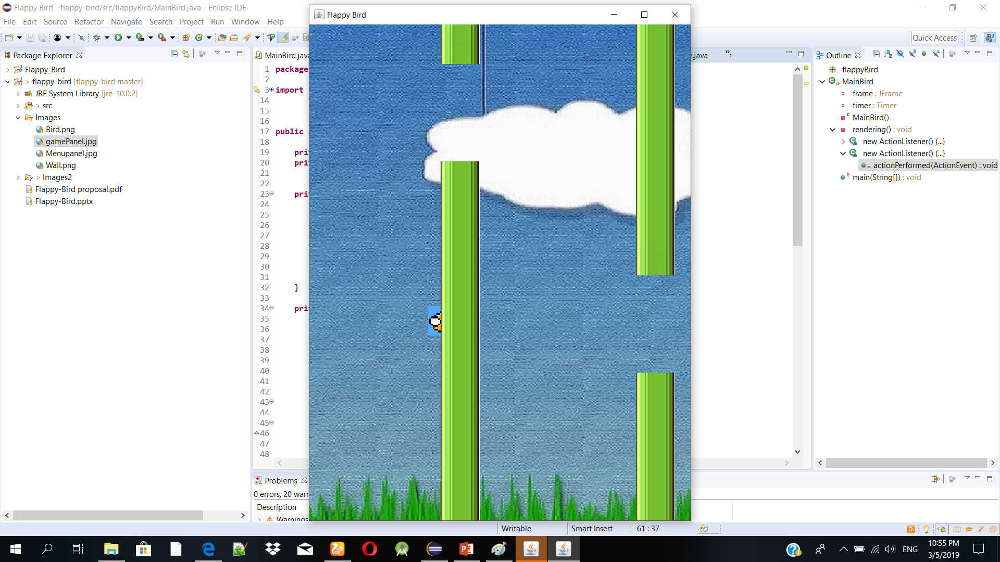 Flappy Bird - flappy-bird/src/flappyBird/MainBird.java - Eclipse IDE
File Edit Source Refactor Navigate Search Project Run Window Help
Quick Access
Package Explorer
Flappy_Bird
> flappy-bird [flappy-bird master]
JRE System Library [jre-10.0.2]
> src
Images
Bird.png
gamePanel.jpg
Menupanel.jpg
Wall.png
> Images2
Flappy-Bird proposal.pdf
Flappy-Bird.pptx
MainBird.java
1 package
2
3 import
14
15
16
17 public
18
19 pri
20 pri
21
22
23 pri
24
25
26
27
28
29
30
31
32 }
33
34 pri
35
36
37
38
39
40
41
42
43
44
45
46
47
48
Flappy Bird
.java
»1
Problems
0 errors, 20 warn
Description
Warnings
Outline
flappyBird
MainBird
frame : JFrame
timer : Timer
MainBird()
rendering() : void
new ActionListener() {...}
new ActionListener() {...}
actionPerformed(ActionEvent) : void
main(String[]) : void
Writable Smart Insert 61 : 37
ENG
10:55 PM
3/5/2019